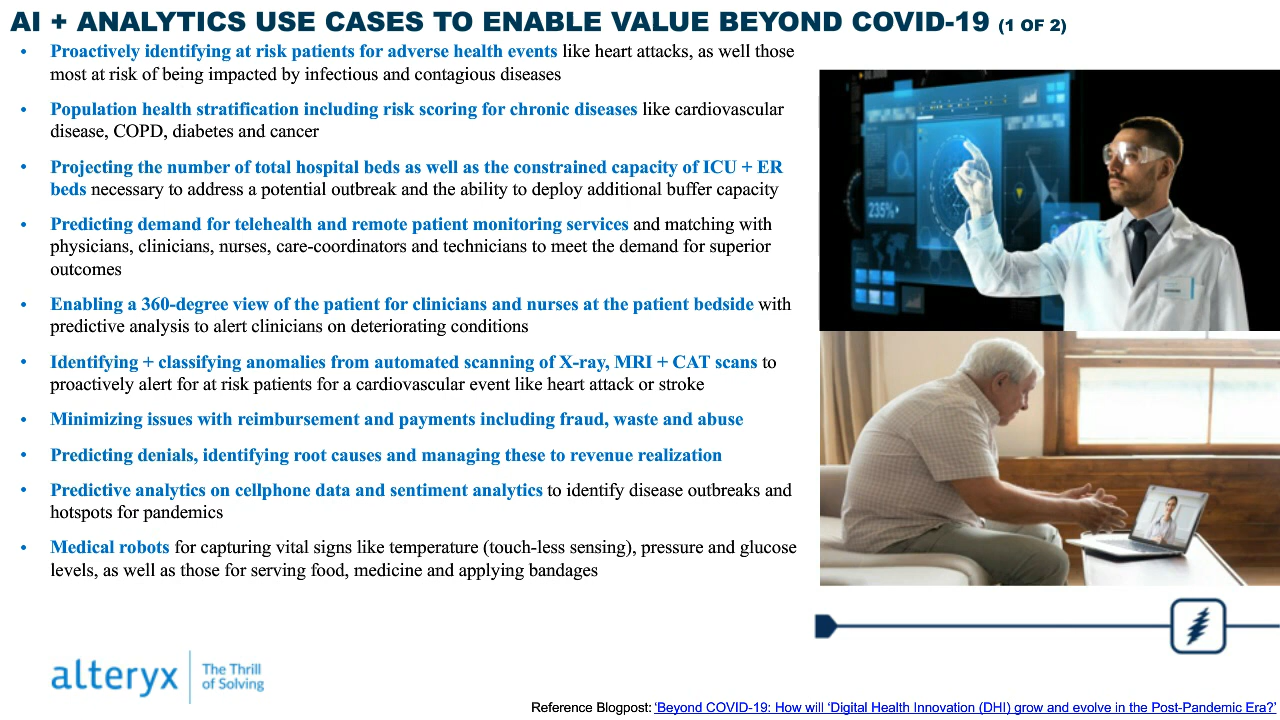 AI + ANALYTICS USE CASES TO ENABLE VALUE BEYOND COVID-19 (1 OF 2)
• Proactively identifying at risk patients for adverse health events like heart attacks, as well those
most at risk of being impacted by infectious and contagious diseases
• Population health stratification including risk scoring for chronic diseases like cardiovascular
disease, COPD, diabetes and cancer
• Projecting the number of total hospital beds as well as the constrained capacity of ICU + ER
beds necessary to address a potential outbreak and the ability to deploy additional buffer capacity
• Predicting demand for telehealth and remote patient monitoring services and matching with
physicians, clinicians, nurses, care-coordinators and technicians to meet the demand for superior
outcomes
• Enabling a 360-degree view of the patient for clinicians and nurses at the patient bedside with
predictive analysis to alert clinicians on deteriorating conditions
• Identifying + classifying anomalies from automated scanning of X-ray, MRI + CAT scans to
proactively alert for at risk patients for a cardiovascular event like heart attack or stroke
• Minimizing issues with reimbursement and payments including fraud, waste and abuse
• Predicting denials, identifying root causes and managing these to revenue realization
• Predictive analytics on cellphone data and sentiment analytics to identify disease outbreaks and
hotspots for pandemics
• Medical robots for capturing vital signs like temperature (touch-less sensing), pressure and glucose
levels, as well as those for serving food, medicine and applying bandages
235%
alteryx
The Thrill
of Solving
Reference Blogpost: ‘Beyond COVID-19: How will ‘Digital Health Innovation (DHI) grow and evolve in the Post-Pandemic Era?’